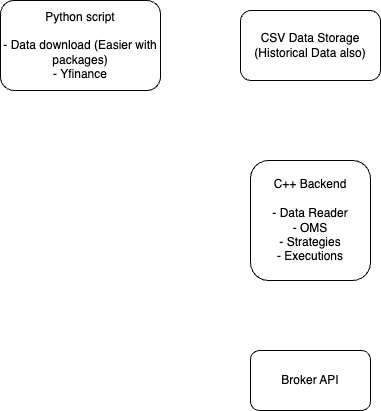 Python script
- Data download (Easier with
packages)
- Yfinance
CSV Data Storage
(Historical Data also)
C++ Backend
- Data Reader
- OMS
- Strategies
- Executions
Broker API